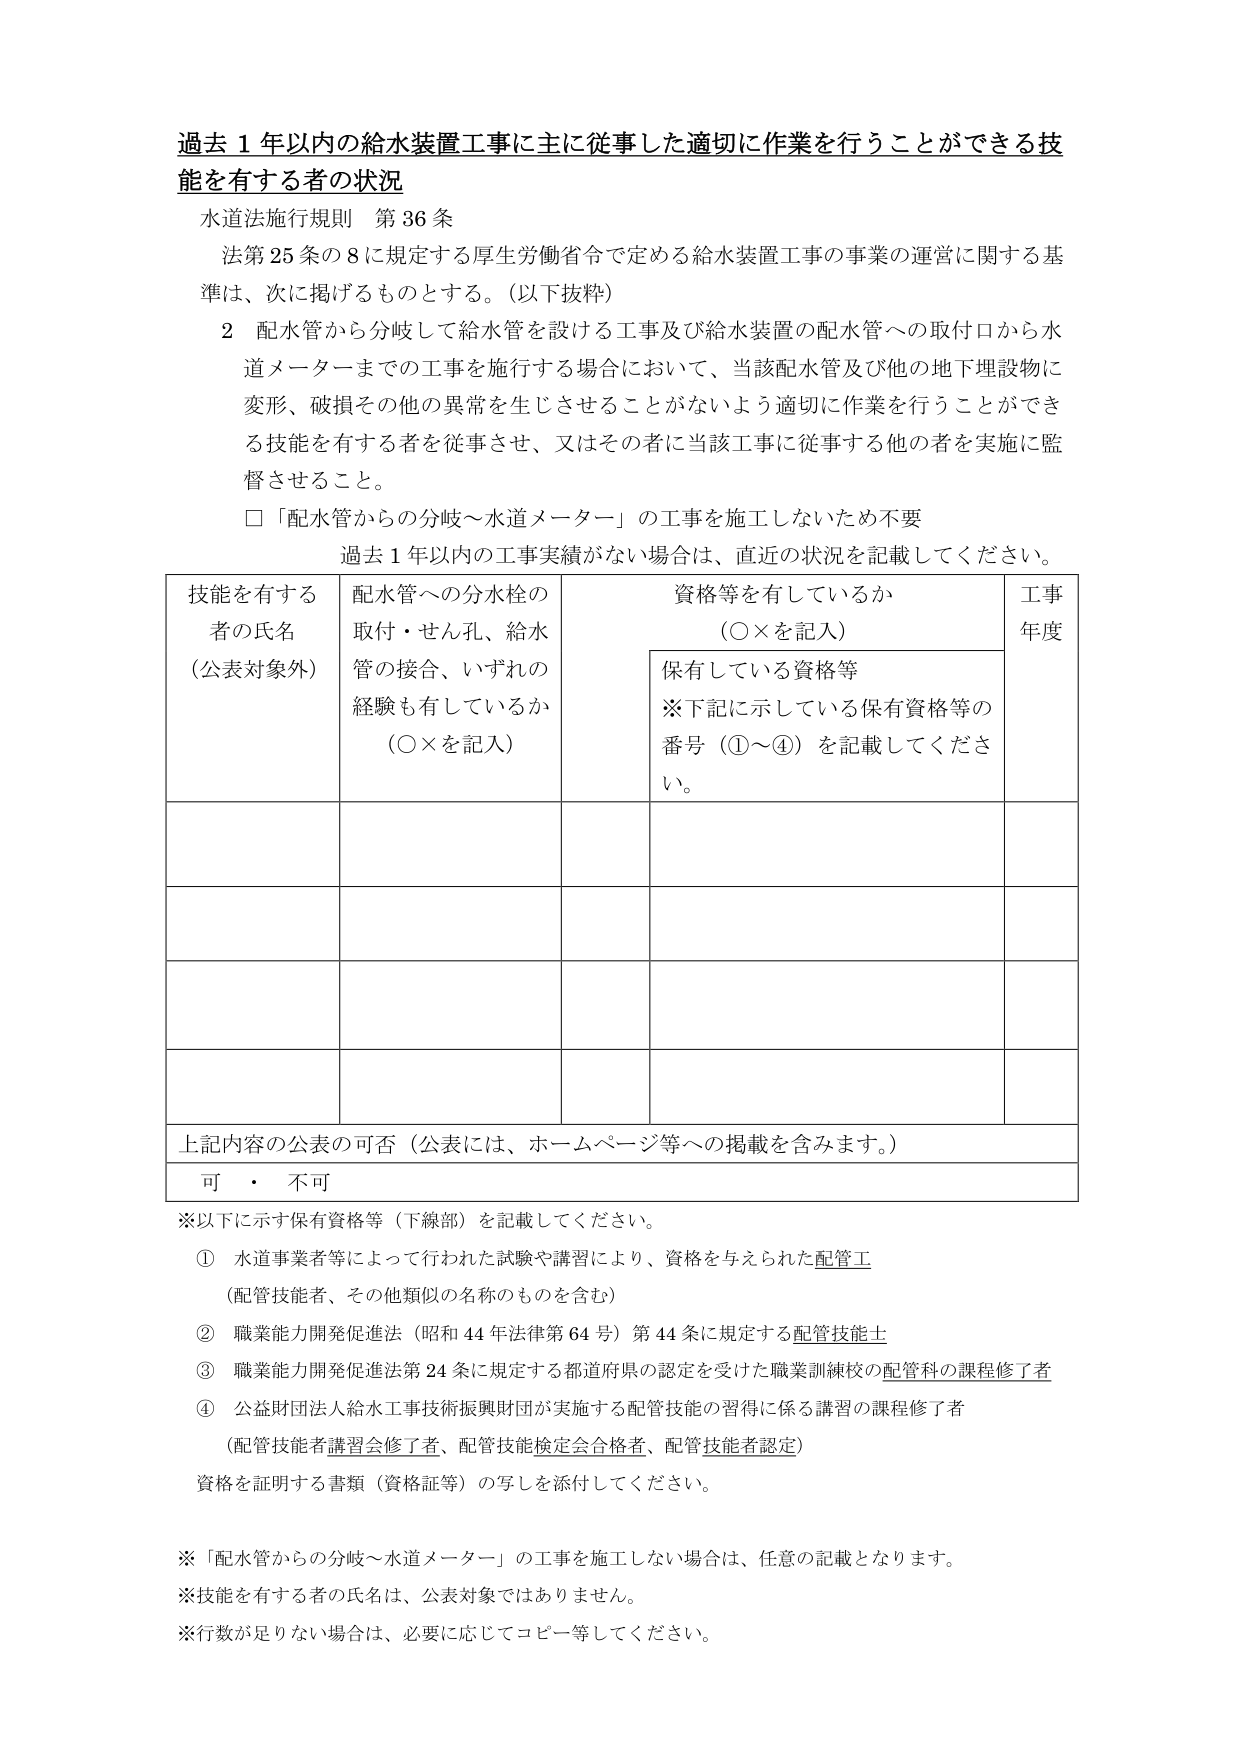 過去 1 年以内の給水装置工事に主に従事した適切に作業を行うことができる技
能を有する者の状況
水道法施行規則　第 36 条
法第 25 条の 8 に規定する厚生労働省令で定める給水装置工事の事業の運営に関する基
準は、次に掲げるものとする。（以下抜粋）
2　配水管から分岐して給水管を設ける工事及び給水装置の配水管への取付口から水
道メーターまでの工事を施行する場合において、当該配水管及び他の地下埋設物に
変形、破損その他の異常を生じさせることがないよう適切に作業を行うことができ
る技能を有する者を従事させ、又はその者に当該工事に従事する他の者を実施に監
督させること。
□「配水管からの分岐～水道メーター」の工事を施工しないため不要
過去 1 年以内の工事実績がない場合は、直近の状況を記載してください。
技能を有する
者の氏名
（公表対象外）
配水管への分水栓の
取付・せん孔、給水
管の接合、いずれの
経験も有しているか
（〇×を記入）
資格等を有しているか
（〇×を記入）
保有している資格等
※下記に示している保有資格等の
番号（①～④）を記載してくださ
い。
工事
年度
上記内容の公表の可否（公表には、ホームページ等への掲載を含みます。）
可　・　不可
※以下に示す保有資格等（下線部）を記載してください。
①　水道事業者等によって行われた試験や講習により、資格を与えられた配管工
（配管技能者、その他類似の名称のものを含む）
②　職業能力開発促進法（昭和 44 年法律第 64 号）第 44 条に規定する配管技能士
③　職業能力開発促進法第 24 条に規定する都道府県の認定を受けた職業訓練校の配管科の課程修了者
④　公益財団法人給水工事技術振興財団が実施する配管技能の習得に係る講習の課程修了者
（配管技能者講習会修了者、配管技能検定会合格者、配管技能者認定）
資格を証明する書類（資格証等）の写しを添付してください。
※「配水管からの分岐～水道メーター」の工事を施工しない場合は、任意の記載となります。
※技能を有する者の氏名は、公表対象ではありません。
※行数が足りない場合は、必要に応じてコピー等してください。